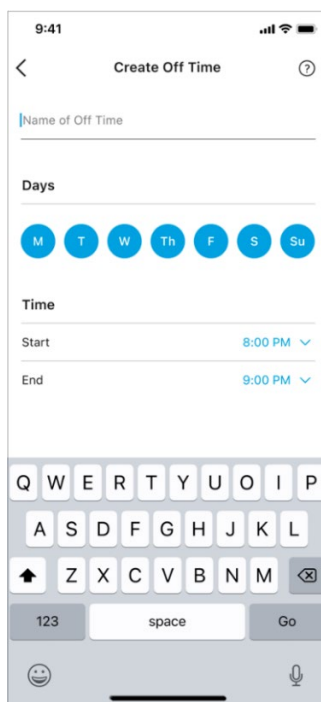 9:41
Create Off Time ?
Name of Off Time
Days
M T W Th F S Su
Time
Start 8:00 PM
End 9:00 PM
Q W E R T Y U O I P
A S D F G H J K L
Z X C V B N M
123 space Go